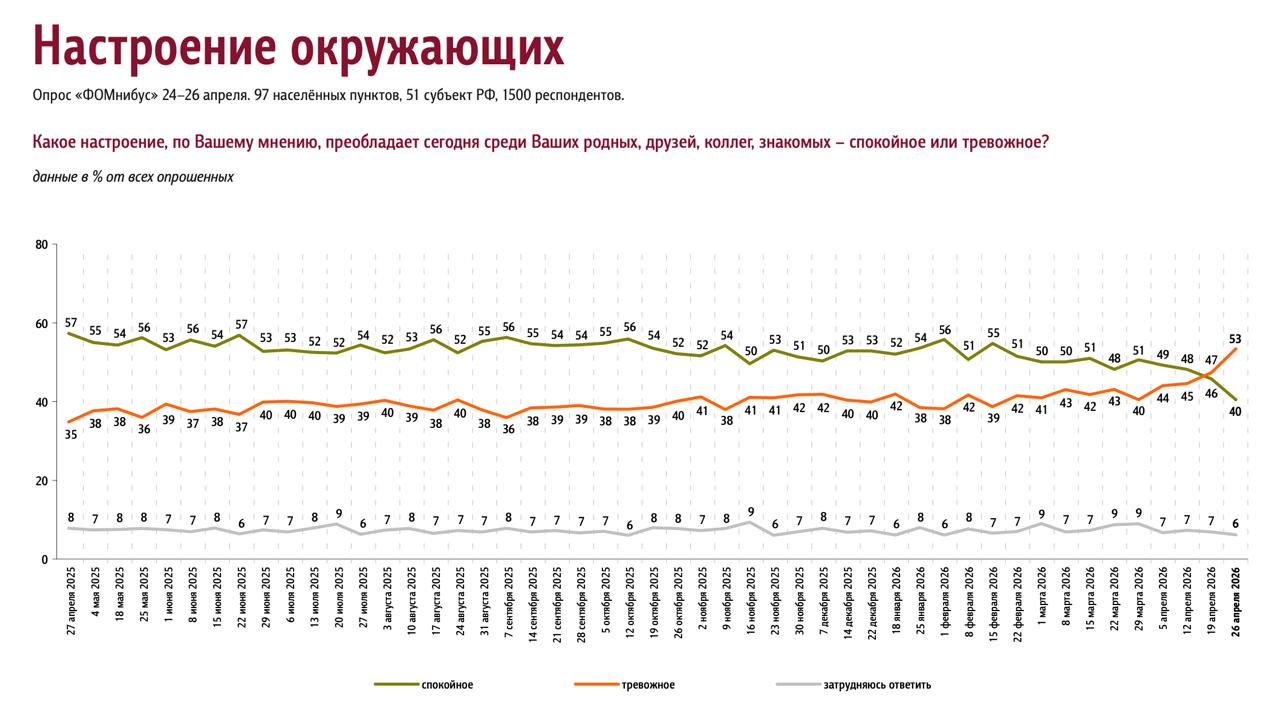 Настроение окружающих
Опрос «ФОМнибус» 24–26 апреля. 97 населённых пунктов, 51 субъект РФ, 1500 респондентов.
Какое настроение, по Вашему мнению, преобладает сегодня среди Ваших родных, друзей, коллег, знакомых – спокойное или тревожное?
данные в % от всех опрошенных
80
60
40
20
0
57 55 54 56 53 56 54 57 53 53 52 52 54 52 53 56 52 55 56 55 54 54 55 56 54 52 52 54 50 53 51 50 53 53 52 54 56 51 55 51 50 50 51 48 51 49 48 46 40
35 38 38 36 39 37 38 37 40 40 40 39 39 40 39 38 40 38 36 38 39 39 38 38 39 40 41 38 41 41 42 42 40 40 42 38 38 42 39 42 41 43 42 43 40 44 45 47 53
8 7 8 8 7 7 8 6 7 7 8 9 6 7 8 7 7 7 8 7 7 7 7 6 8 8 7 8 9 6 7 8 7 7 6 8 6 8 7 7 9 7 7 9 9 7 7 7 6
27 апреля 2025
4 мая 2025
18 мая 2025
25 мая 2025
1 июня 2025
8 июня 2025
15 июня 2025
22 июня 2025
29 июня 2025
6 июля 2025
13 июля 2025
20 июля 2025
27 июля 2025
3 августа 2025
10 августа 2025
17 августа 2025
24 августа 2025
31 августа 2025
7 сентября 2025
14 сентября 2025
21 сентября 2025
28 сентября 2025
5 октября 2025
12 октября 2025
19 октября 2025
26 октября 2025
2 ноября 2025
9 ноября 2025
16 ноября 2025
23 ноября 2025
30 ноября 2025
7 декабря 2025
14 декабря 2025
22 декабря 2025
18 января 2026
25 января 2026
1 февраля 2026
8 февраля 2026
15 февраля 2026
22 февраля 2026
1 марта 2026
8 марта 2026
15 марта 2026
22 марта 2026
29 марта 2026
5 апреля 2026
12 апреля 2026
19 апреля 2026
26 апреля 2026
спокойное
тревожное
затрудняюсь ответить